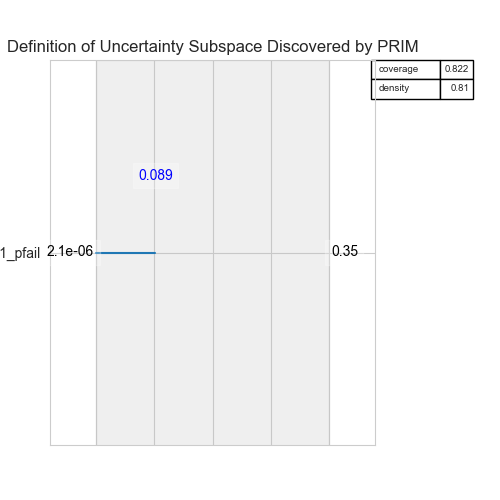 Definition of Uncertainty Subspace Discovered by PRIM
coverage 0.822
density 0.81
0.089
1_pfail 2.1e-06 0.35